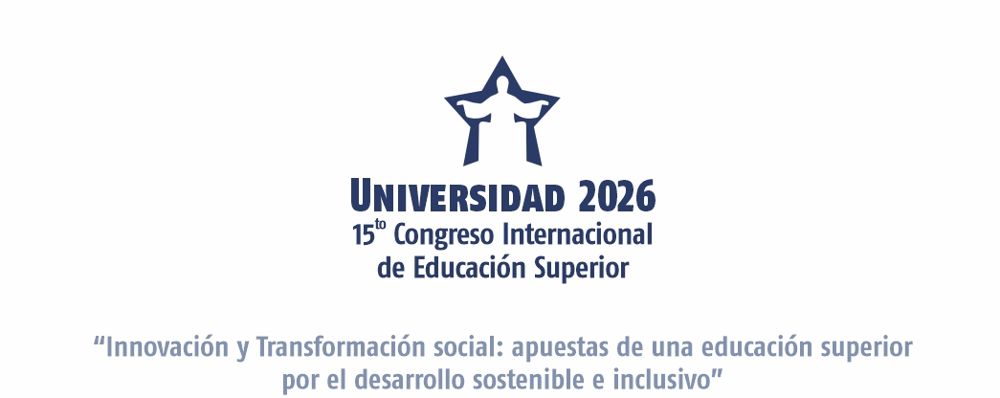 UNIVERSIDAD 2026
15to Congreso Internacional
de Educación Superior
“Innovación y Transformación social: apuestas de una educación superior
por el desarrollo sostenible e inclusivo”